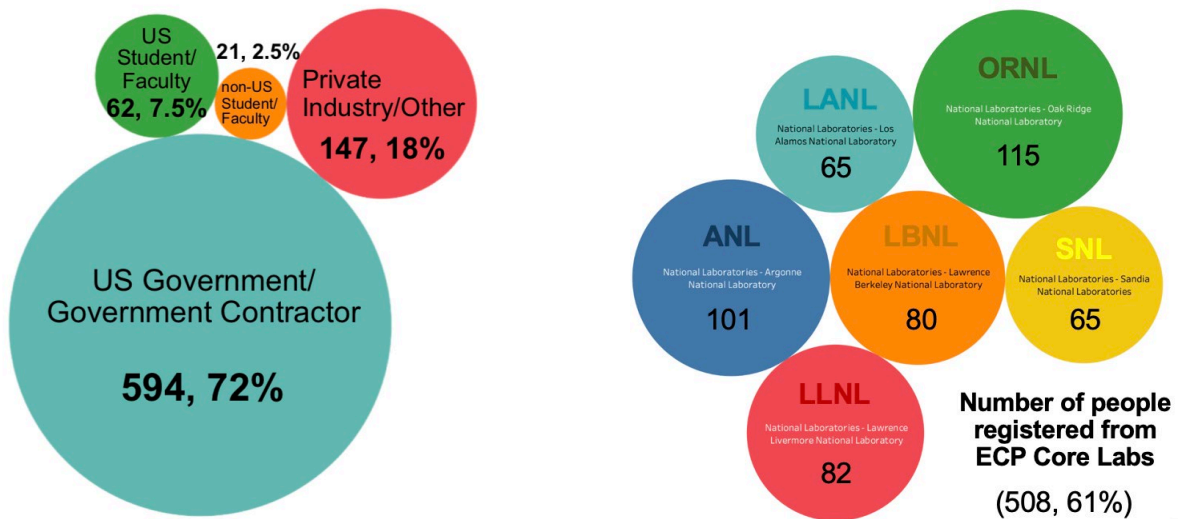 US
Student/
Faculty
62, 7.5%
21, 2.5%
non-US
Student/
Faculty
Private
Industry/Other
147, 18%
US Government/
Government Contractor
594, 72%
LANL
National Laboratories - Los
Alamos National Laboratory
65
ORNL
National Laboratories - Oak Ridge
National Laboratory
115
ANL
National Laboratories - Argonne
National Laboratory
101
LBNL
National Laboratories - Lawrence
Berkeley National Laboratory
80
SNL
National Laboratories - Sandia
National Laboratories
65
LLNL
National Laboratories - Lawrence
Livermore National Laboratory
82
Number of people
registered from
ECP Core Labs
(508, 61%)